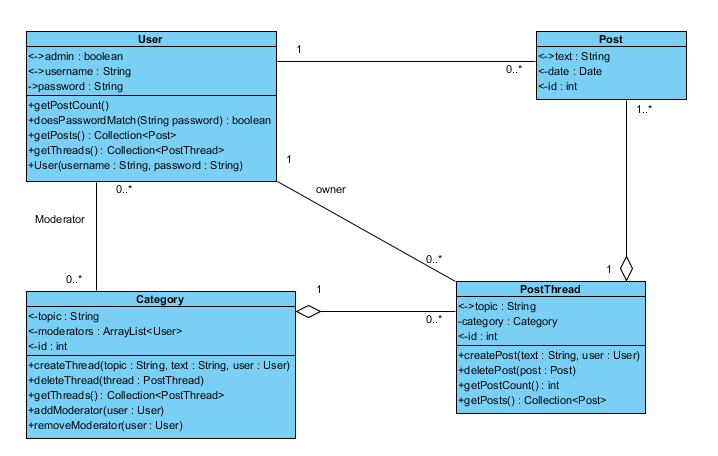 User
<->admin : boolean
<->username : String
->password : String
+getPostCount()
+doesPasswordMatch(String password) : boolean
+getPosts() : Collection<Post>
+getThreads() : Collection<PostThread>
+User(username : String, password : String)
1
0..*
Post
<->text : String
<-date : Date
<-id : int
1..*
1
0..*
Moderator
owner
0..*
0..*
1
1
0..*
Category
<-topic : String
<-moderators : ArrayList<User>
<-id : int
+createThread(topic : String, text : String, user : User)
+deleteThread(thread : PostThread)
+getThreads() : Collection<PostThread>
+addModerator(user : User)
+removeModerator(user : User)
PostThread
<->topic : String
-category : Category
<-id : int
+createPost(text : String, user : User)
+deletePost(post : Post)
+getPostCount() : int
+getPosts() : Collection<Post>